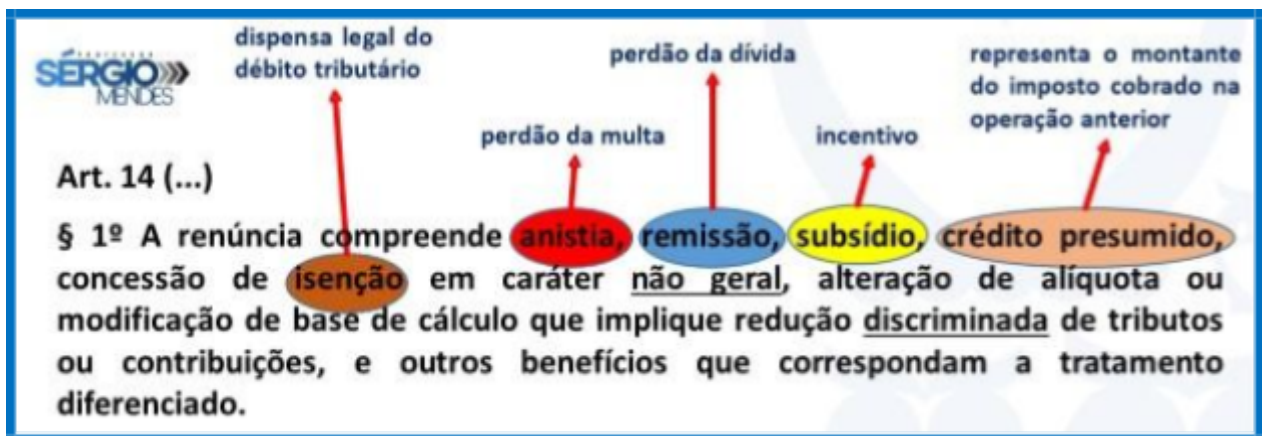 PROFESSOR
SÉRGIO
MENDES
dispensa legal do
débito tributário
perdão da multa
perdão da dívida
incentivo
representa o montante
do imposto cobrado na
operação anterior
Art. 14 (...)
§ 1º A renúncia compreende anistia, remissão, subsídio, crédito presumido,
concessão de isenção em caráter não geral, alteração de alíquota ou
modificação de base de cálculo que implique redução discriminada de tributos
ou contribuições, e outros benefícios que correspondam a tratamento
diferenciado.